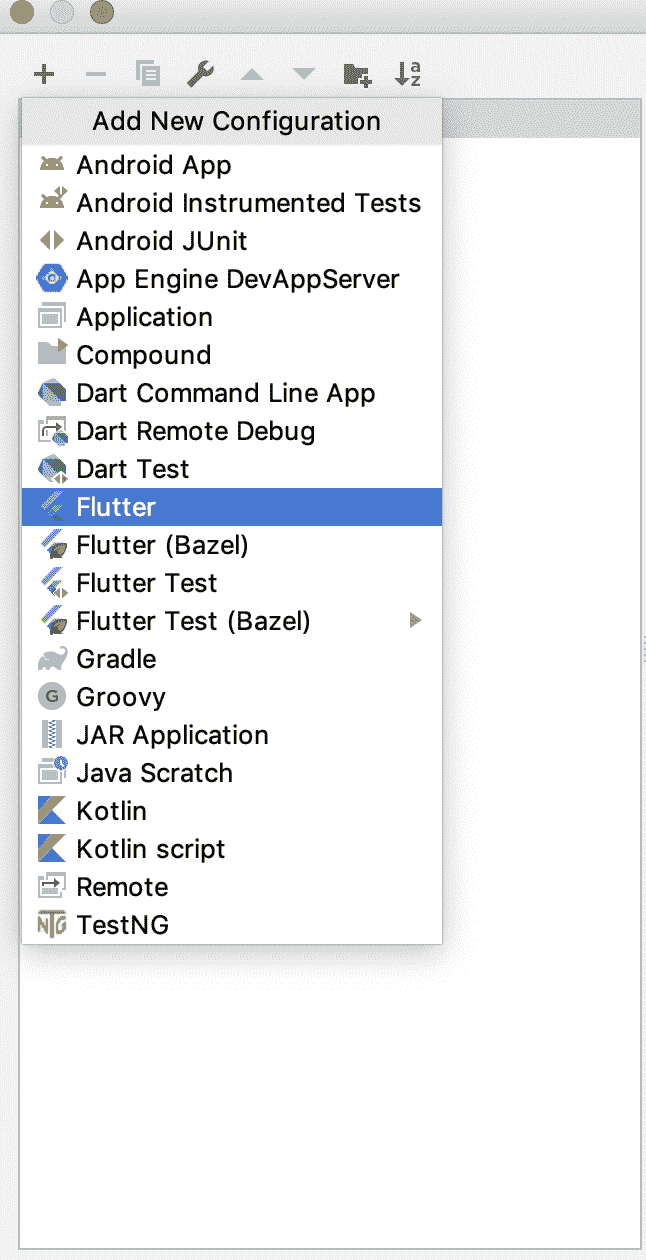 Add New Configuration
Android App
Android Instrumented Tests
Android JUnit
App Engine DevAppServer
Application
Compound
Dart Command Line App
Dart Remote Debug
Dart Test
Flutter
Flutter (Bazel)
Flutter Test
Flutter Test (Bazel)
Gradle
Groovy
JAR Application
Java Scratch
Kotlin
Kotlin script
Remote
TestNG